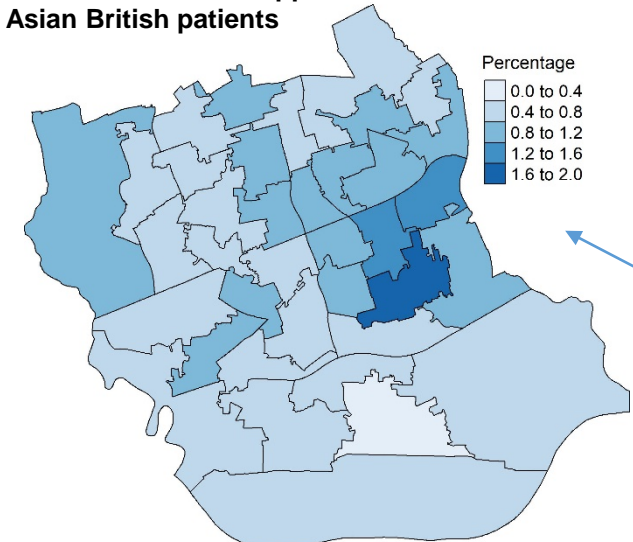 Asian British patients
Percentage
0.0 to 0.4
0.4 to 0.8
0.8 to 1.2
1.2 to 1.6
1.6 to 2.0